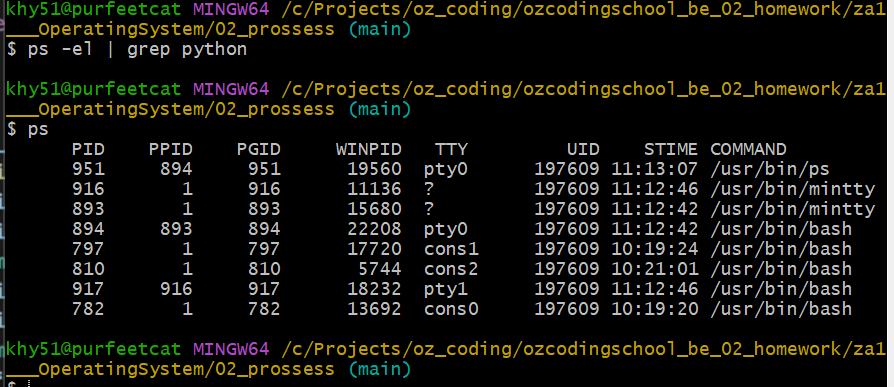 khy51@purfeetcat MINGW64 /c/Projects/oz_coding/ozcodingschool_be_02_homework/za1
___OperatingSystem/02_prossess (main)
$ ps -el | grep python
khy51@purfeetcat MINGW64 /c/Projects/oz_coding/ozcodingschool_be_02_homework/za1
___OperatingSystem/02_prossess (main)
$ ps
PID PPID PGID WINPID TTY UID STIME COMMAND
951 894 951 19560 pty0 197609 11:13:07 /usr/bin/ps
916 1 916 11136 ? 197609 11:12:46 /usr/bin/mintty
893 1 893 15680 ? 197609 11:12:42 /usr/bin/mintty
894 893 894 22208 pty0 197609 11:12:42 /usr/bin/bash
797 1 797 17720 cons1 197609 10:19:24 /usr/bin/bash
810 1 810 5744 cons2 197609 10:21:01 /usr/bin/bash
917 916 917 18232 pty1 197609 11:12:46 /usr/bin/bash
782 1 782 13692 cons0 197609 10:19:20 /usr/bin/bash
khy51@purfeetcat MINGW64 /c/Projects/oz_coding/ozcodingschool_be_02_homework/za1
___OperatingSystem/02_prossess (main)
$